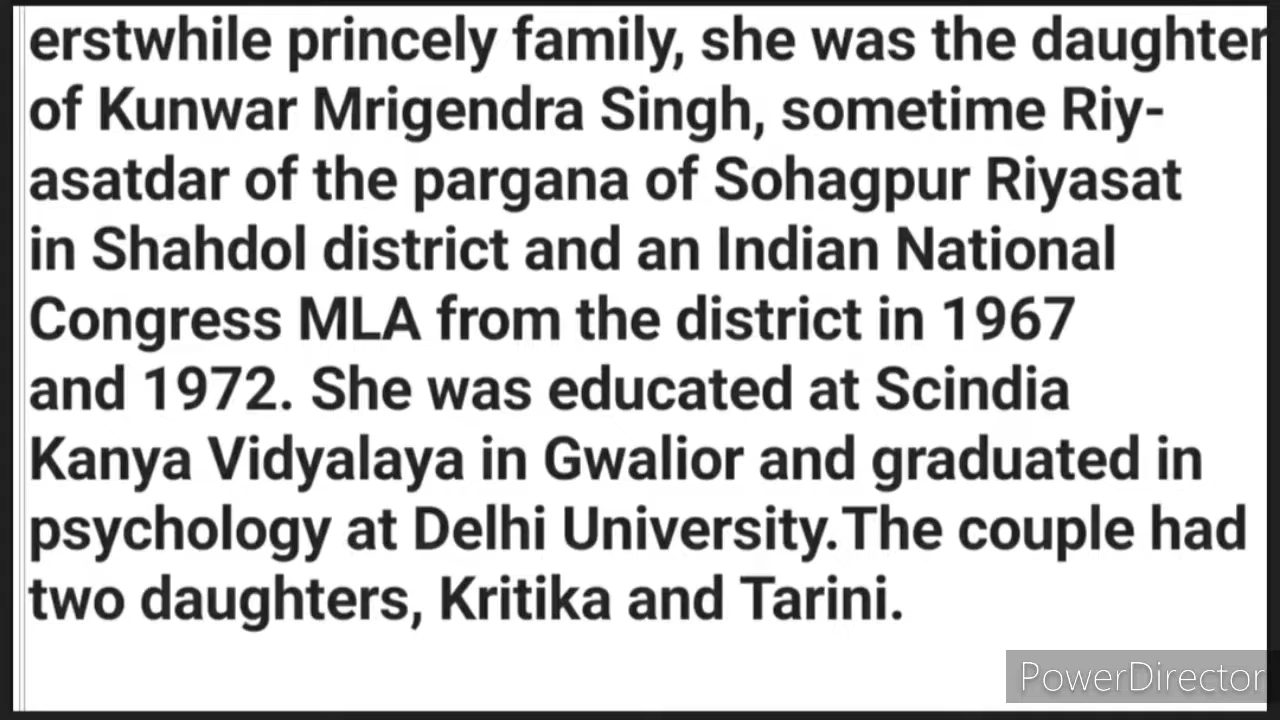 erstwhile princely family, she was the daughter
of Kunwar Mrigendra Singh, sometime Riy-
asatdar of the pargana of Sohagpur Riyasat
in Shahdol district and an Indian National
Congress MLA from the district in 1967
and 1972. She was educated at Scindia
Kanya Vidyalaya in Gwalior and graduated in
psychology at Delhi University.The couple had
two daughters, Kritika and Tarini.
PowerDirector